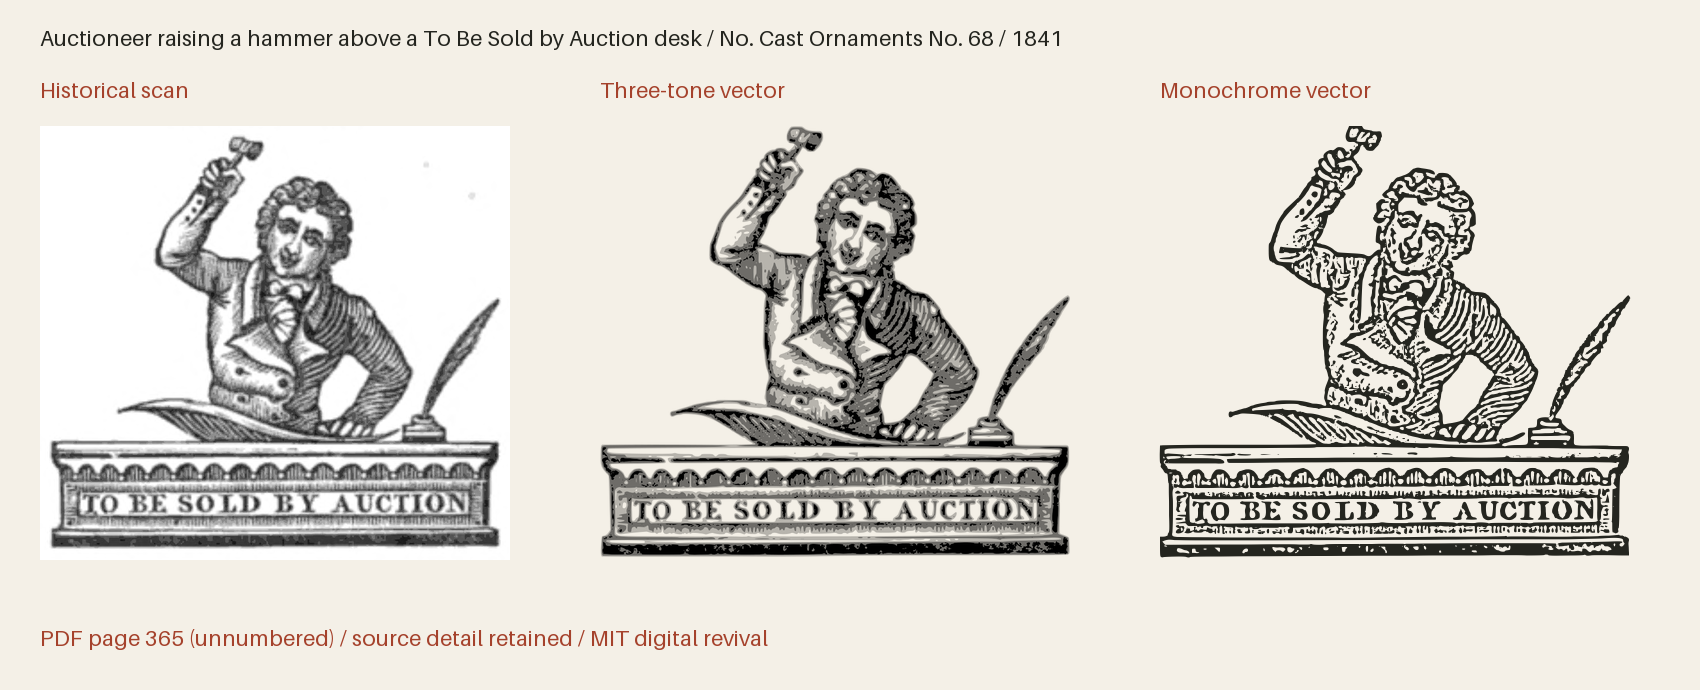 Auctioneer raising a hammer above a To Be Sold by Auction desk / No. Cast Ornaments No. 68 / 1841
Historical scan
Three-tone vector
Monochrome vector
TO BE SOLD BY AUCTION
TO BE SOLD BY AUCTION
TO BE SOLD BY AUCTION
PDF page 365 (unnumbered) / source detail retained / MIT digital revival